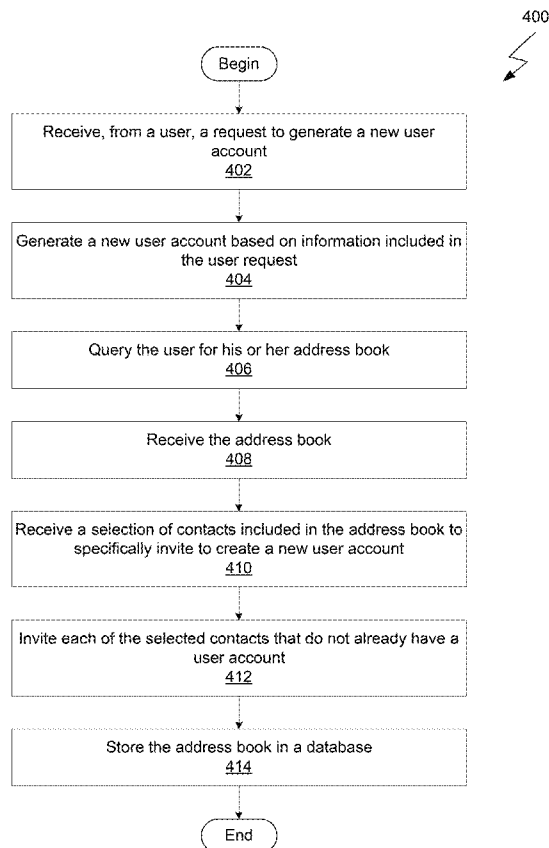 400
Begin
Receive, from a user, a request to generate a new user
account
402
Generate a new user account based on information included in
the user request
404
Query the user for his or her address book
406
Receive the address book
408
Receive a selection of contacts included in the address book to
specifically invite to create a new user account
410
Invite each of the selected contacts that do not already have a
user account
412
Store the address book in a database
414
End